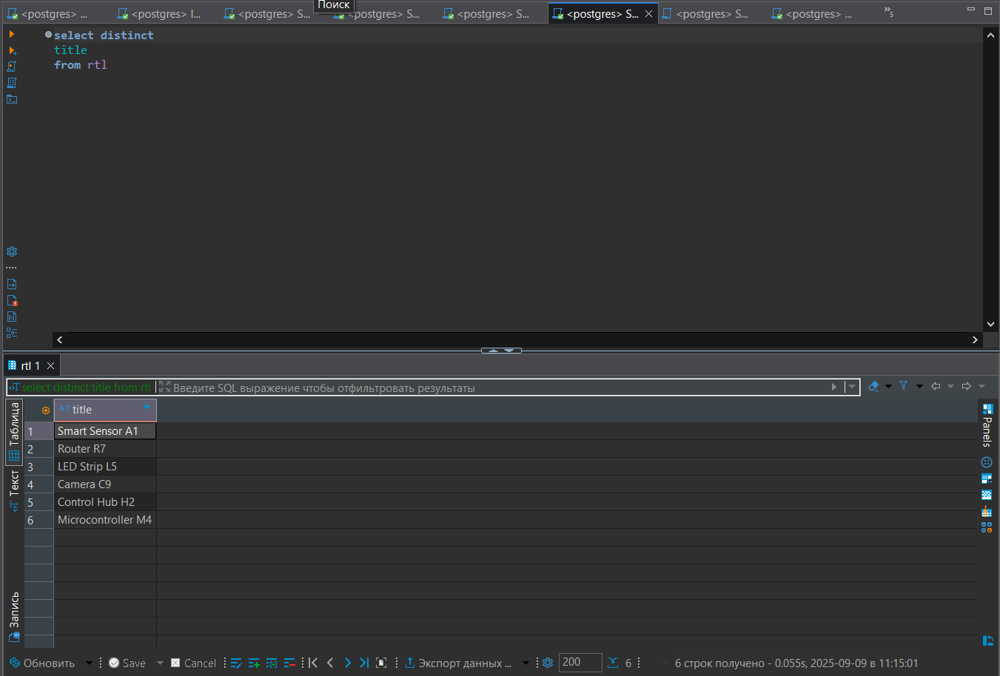 Поиск
<postgres> ...
<postgres> I...
<postgres> S...
<postgres> S...
<postgres> S...
<postgres> S...
<postgres> S...
<postgres> ...
»5
select distinct
title
from rtl
rtl 1
select distinct title from rtl
Введите SQL выражение чтобы отфильтровать результаты
Таблица
Текст
Запись
A-Z title
1 Smart Sensor A1
2 Router R7
3 LED Strip L5
4 Camera C9
5 Control Hub H2
6 Microcontroller M4
Panels
Обновить
Save
Cancel
Экспорт данных ...
200
6
6 строк получено - 0.055s, 2025-09-09 в 11:15:01